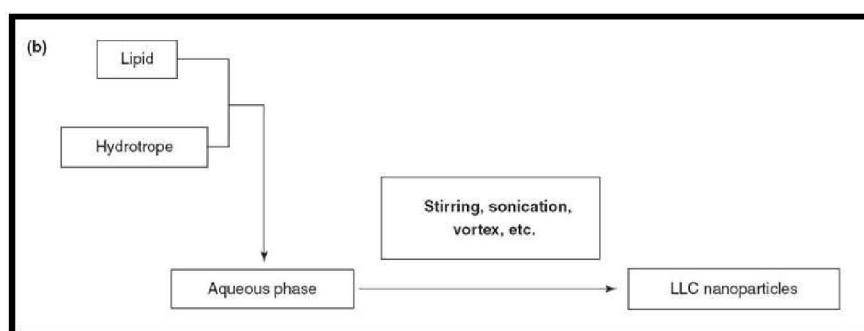 (b)
Lipid
Hydrotrope
Stirring, sonication,
vortex, etc.
Aqueous phase
LLC nanoparticles